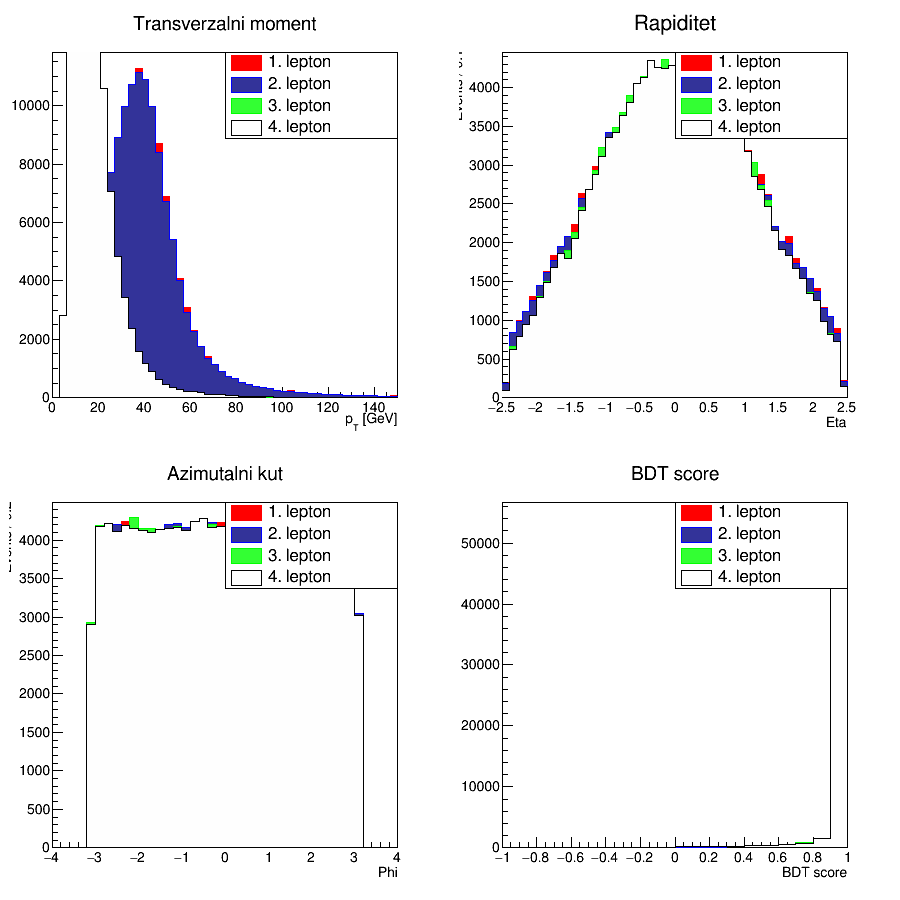 Transverzalni moment
1. lepton
2. lepton
3. lepton
4. lepton
10000
8000
6000
4000
2000
0
0 20 40 60 80 100 120 140
p_T [GeV]
Rapiditet
1. lepton
2. lepton
3. lepton
4. lepton
4000
3500
3000
2500
2000
1500
1000
500
0
−2.5 −2 −1.5 −1 −0.5 0 0.5 1 1.5 2 2.5
Eta
Azimutalni kut
1. lepton
2. lepton
3. lepton
4. lepton
4000
3500
3000
2500
2000
1500
1000
500
0
−4 −3 −2 −1 0 1 2 3 4
Phi
BDT score
1. lepton
2. lepton
3. lepton
4. lepton
50000
40000
30000
20000
10000
0
−1 −0.8 −0.6 −0.4 −0.2 0 0.2 0.4 0.6 0.8 1
BDT score